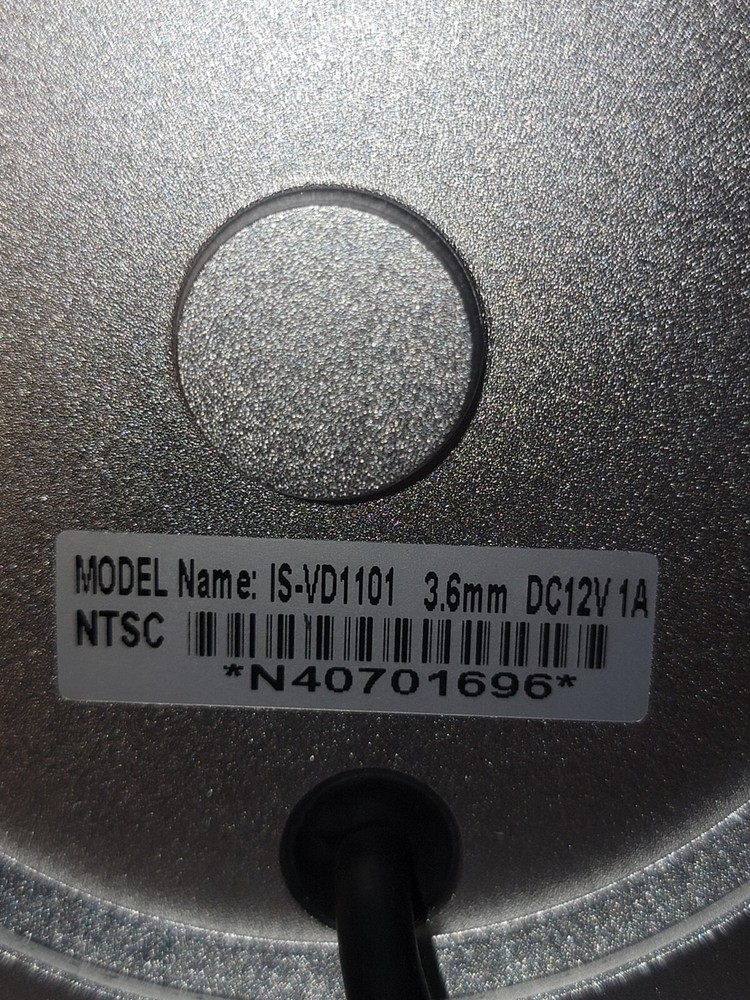 MODEL Name: IS-VD1101 3.6mm DC12V 1A
NTSC
*N40701696*